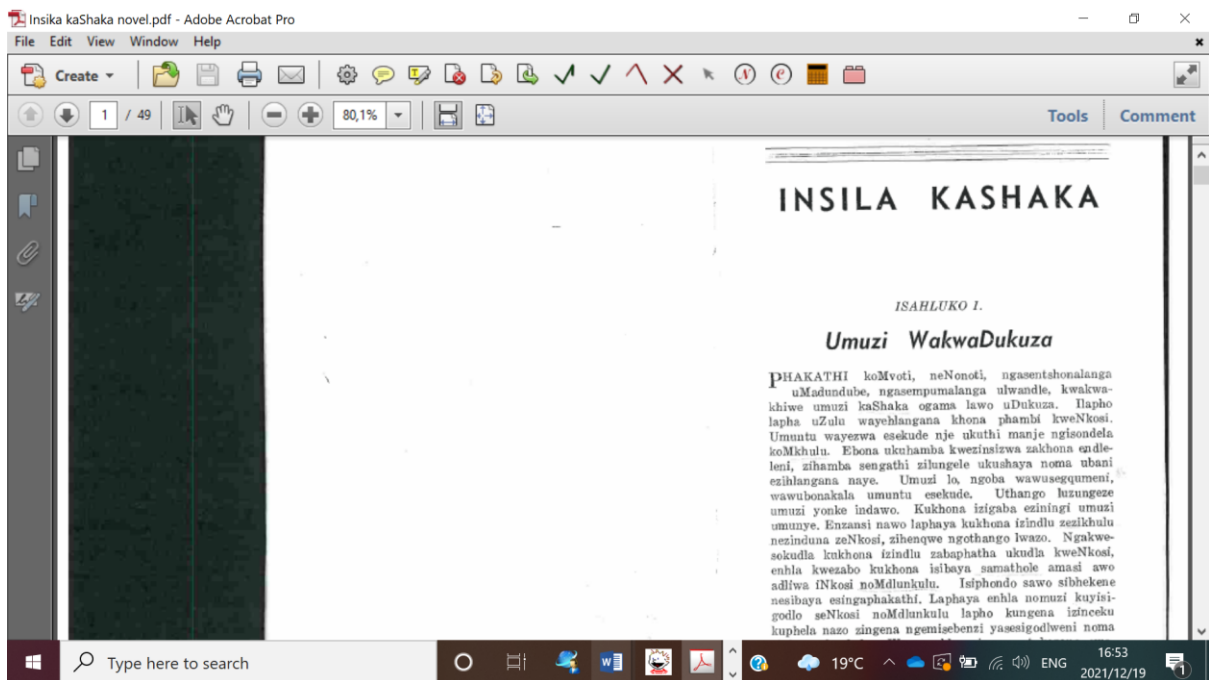 Insika kaShaka novel.pdf - Adobe Acrobat Pro
File Edit View Window Help
Create
1 / 49
80,1%
Tools Comment
INSILA KASHAKA
ISAHLUKO I.
Umuzi WakwaDukuza
PHAKATHI koMvoti, neNonoti, ngasentshonalanga
uMadundube, ngasempumalanga ulwandle, kwakwa-
khiwe umuzi kaShaka ogama lawo uDukuza. Ilapho
lapha uZulu wayehlangana khona phambi kweNkosi.
Umuntu wayezwa esekude nje ukuthi manje ngisondela
koMkhulu. Ebona ukuhamba kwezinsizwa zakhona endle-
leni, zihamba sengathi zilungele ukushaya noma ubani
ezihlangana naye. Umuzi lo, ngoba wawusegqumeni,
wawubonakala umuntu esekude. Uthango luzungeze
umuzi yonke indawo. Kukhona izigaba eziningi umuzi
umunye. Enzansi nawo laphaya kukhona izindlu zezikhulu
nezinduna zeNkosi, zihenqwe ngothango lwazo. Ngakwe-
sokudla kukhona izindlu zabaphatha ukudla kweNkosi,
enhla kwezabo kukhona isibaya samathole amasi awo
adliwa iNkosi noMdlunkulu. Isiphondo sawo sibhekene
nesibaya esingaphakathi. Laphaya enhla nomuzi kuyisi-
godlo seNkosi noMdlunkulu lapho kungena izinceku
kuphela nazo zingena ngemisebenzi yasesigodlweni noma
Type here to search
19°C
ENG
16:53
2021/12/19
1